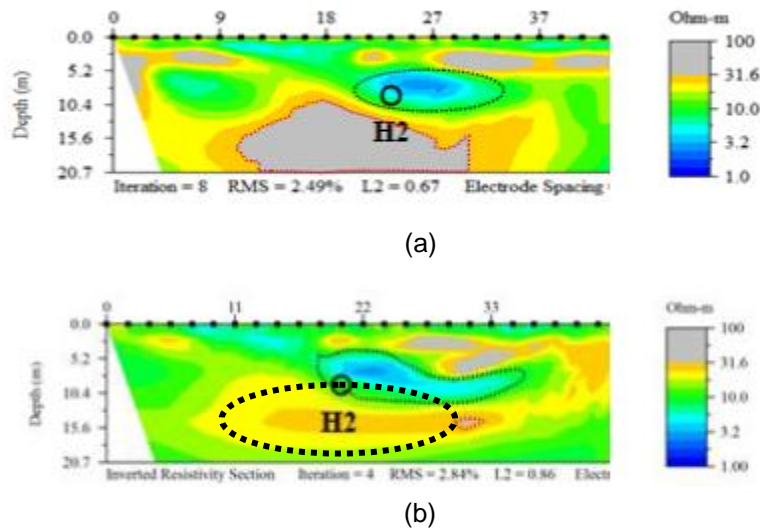 0 9 18 27 37 Ohm-m
0.0
5.2
10.4
15.6
20.7
Depth (m)
H2
100
31.6
10.0
3.2
1.0
Iteration = 8 RMS = 2.49% L2 = 0.67 Electrode Spacing =
(a)
0 11 22 33 Ohm-m
0.0
5.2
10.4
15.6
20.7
Depth (m)
H2
100
31.6
10.0
3.2
1.00
Inverted Resistivity Section Iteration = 4 RMS = 2.84% L2 = 0.86 Electr
(b)